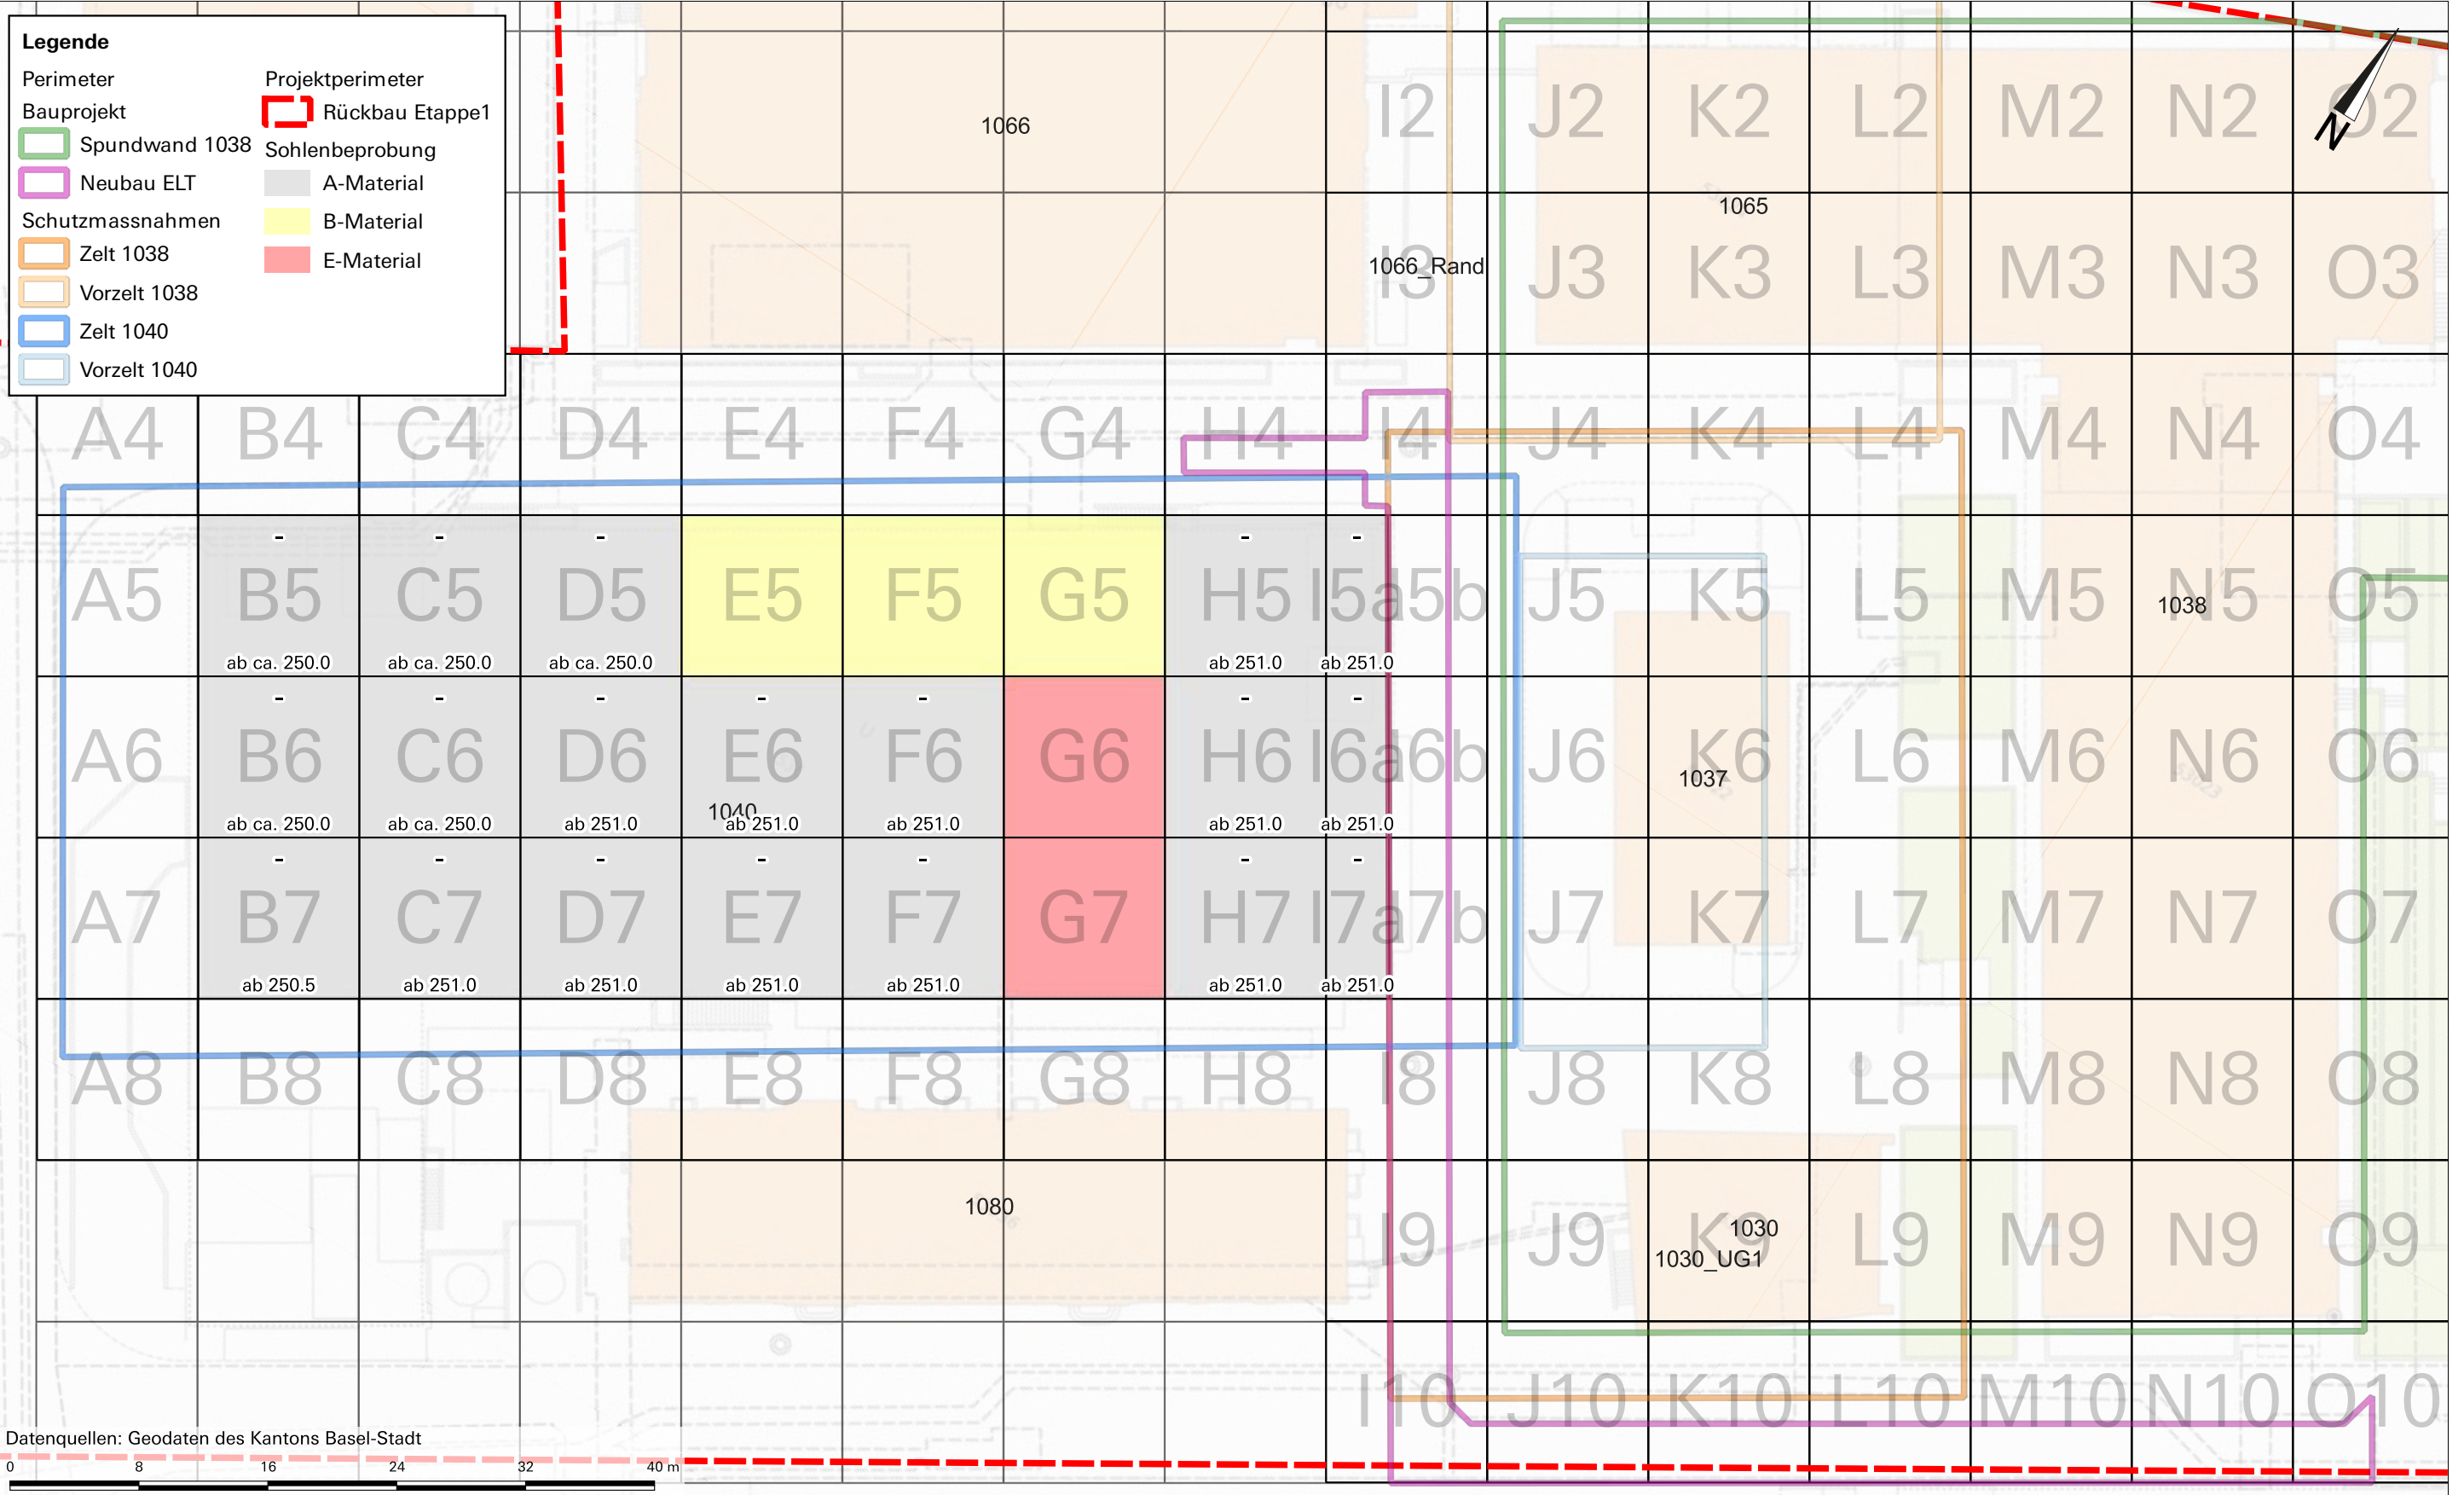 Legende
Perimeter
Bauprojekt
Spundwand 1038
Neubau ELT
Schutzmassnahmen
Zelt 1038
Vorzelt 1038
Zelt 1040
Vorzelt 1040
Projektperimeter
Rückbau Etappe1
Sohlenbeprobung
A-Material
B-Material
E-Material
N
1066
I2 J2 K2 L2 M2 N2 O2
1065
1066_Rand
I3 J3 K3 L3 M3 N3 O3
A4 B4 C4 D4 E4 F4 G4 H4 I4 J4 K4 L4 M4 N4 O4
- - - - -
A5 B5 C5 D5 E5 F5 G5 H5 I5a I5b J5 K5 L5 M5 N5 O5
1038
ab ca. 250.0 ab ca. 250.0 ab ca. 250.0 ab 251.0 ab 251.0
- - - - - - -
A6 B6 C6 D6 E6 F6 G6 H6 I6a I6b J6 K6 L6 M6 N6 O6
1037
1040
ab ca. 250.0 ab ca. 250.0 ab 251.0 ab 251.0 ab 251.0 ab 251.0 ab 251.0
- - - - - - -
A7 B7 C7 D7 E7 F7 G7 H7 I7a I7b J7 K7 L7 M7 N7 O7
ab 250.5 ab 251.0 ab 251.0 ab 251.0 ab 251.0 ab 251.0 ab 251.0
A8 B8 C8 D8 E8 F8 G8 H8 I8 J8 K8 L8 M8 N8 O8
1080
I9 J9 K9 L9 M9 N9 O9
1030
1030_UG1
I10 J10 K10 L10 M10 N10 O10
Datenquellen: Geodaten des Kantons Basel-Stadt
0 8 16 24 32 40 m